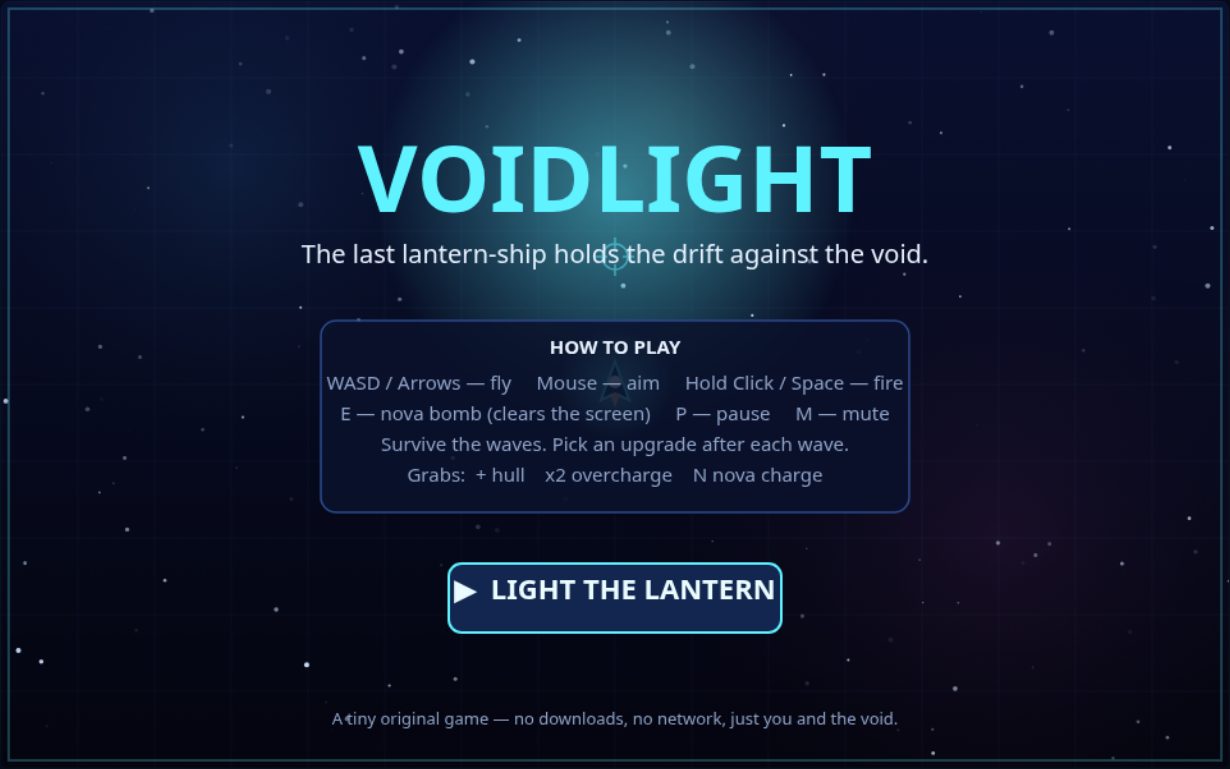 VOIDLIGHT
The last lantern-ship holds the drift against the void.
HOW TO PLAY
WASD / Arrows — fly Mouse — aim Hold Click / Space — fire
E — nova bomb (clears the screen) P — pause M — mute
Survive the waves. Pick an upgrade after each wave.
Grabs: + hull x2 overcharge N nova charge
▶ LIGHT THE LANTERN
A tiny original game — no downloads, no network, just you and the void.